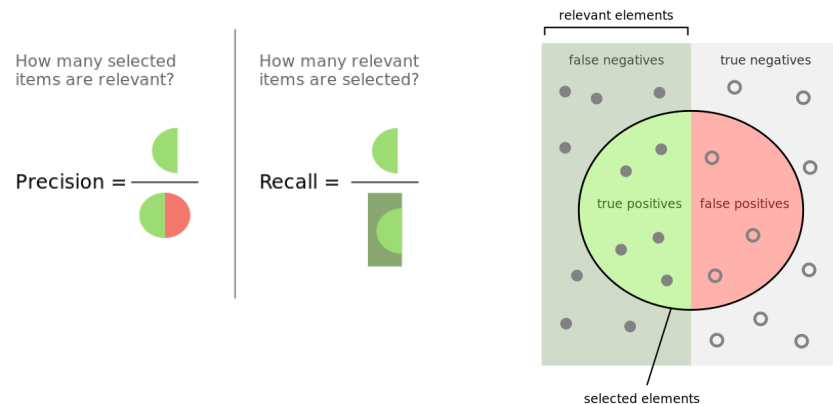 How many selected
items are relevant?
Precision =
How many relevant
items are selected?
Recall =
relevant elements
false negatives
true negatives
true positives
false positives
selected elements